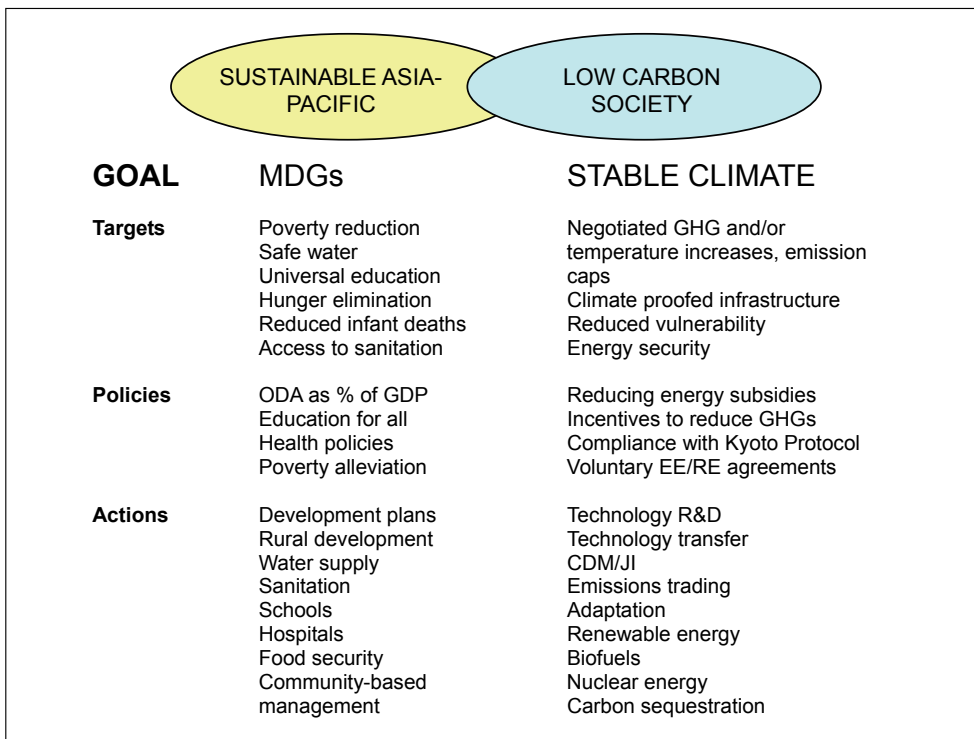 SUSTAINABLE ASIA-
PACIFIC
LOW CARBON
SOCIETY
GOAL MDGs STABLE CLIMATE
Targets
Poverty reduction
Safe water
Universal education
Hunger elimination
Reduced infant deaths
Access to sanitation
Negotiated GHG and/or
temperature increases, emission
caps
Climate proofed infrastructure
Reduced vulnerability
Energy security
Policies
ODA as % of GDP
Education for all
Health policies
Poverty alleviation
Reducing energy subsidies
Incentives to reduce GHGs
Compliance with Kyoto Protocol
Voluntary EE/RE agreements
Actions
Development plans
Rural development
Water supply
Sanitation
Schools
Hospitals
Food security
Community-based
management
Technology R&D
Technology transfer
CDM/JI
Emissions trading
Adaptation
Renewable energy
Biofuels
Nuclear energy
Carbon sequestration